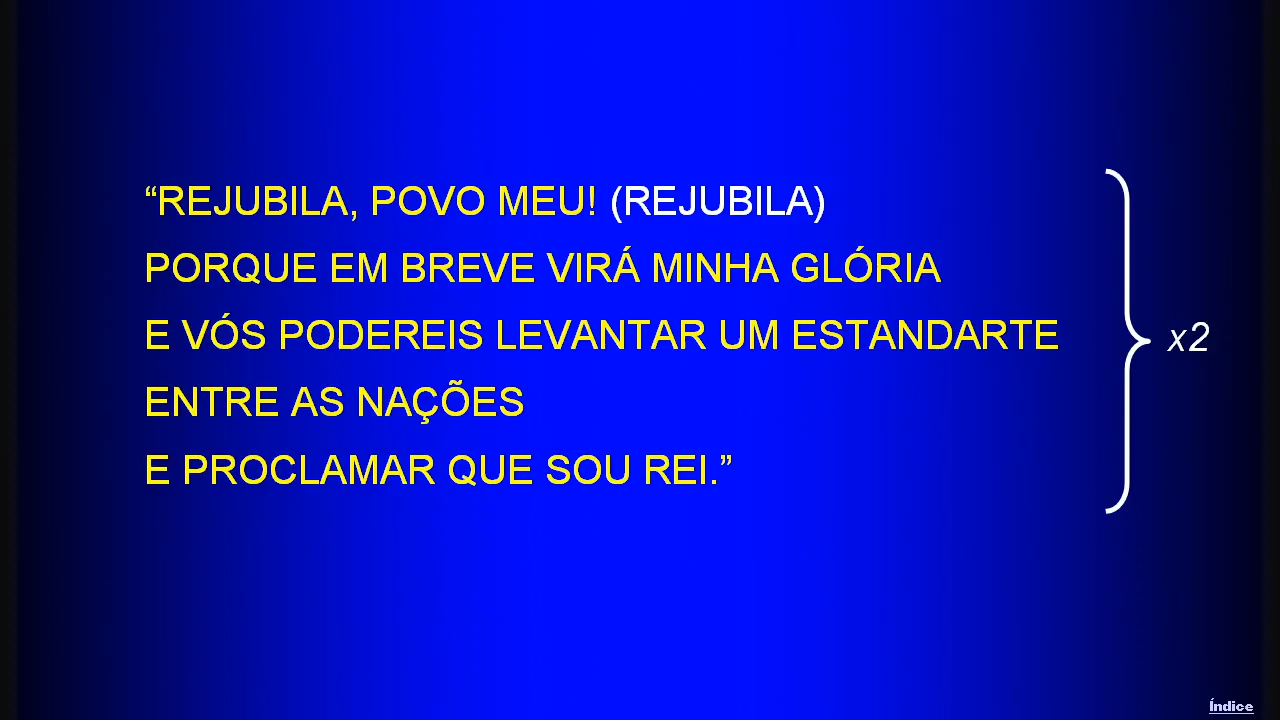 “REJUBILA, POVO MEU! (REJUBILA)
PORQUE EM BREVE VIRÁ MINHA GLÓRIA
E VÓS PODEREIS LEVANTAR UM ESTANDARTE
ENTRE AS NAÇÕES
E PROCLAMAR QUE SOU REI.”
x2
Índice